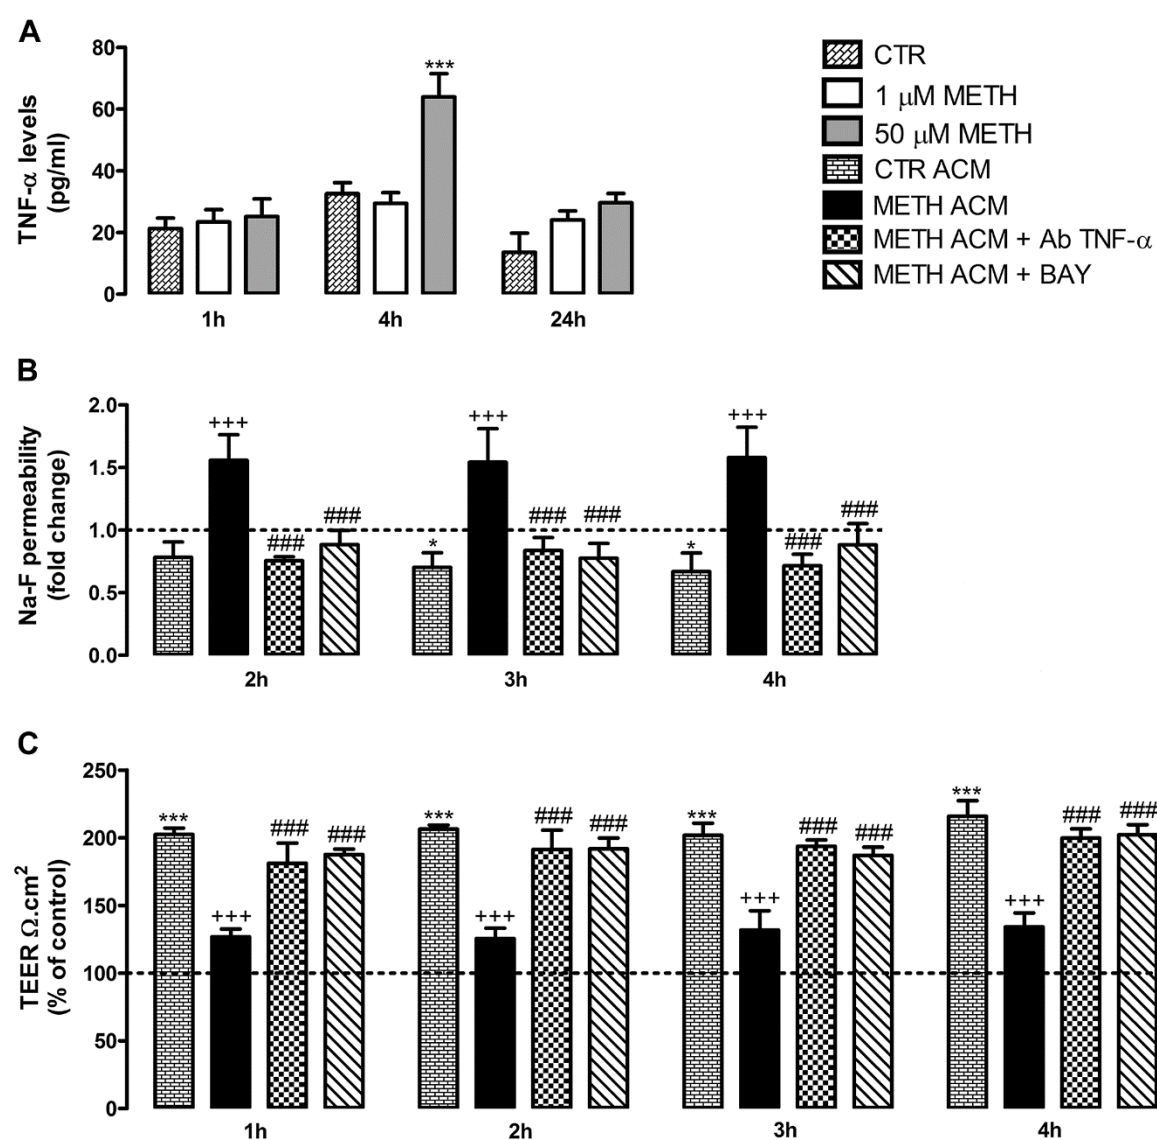 A
TNF-α levels
(pg/ml)
80
60
40
20
0
***
1h
4h
24h
CTR
1 μM METH
50 μM METH
CTR ACM
METH ACM
METH ACM + Ab TNF-α
METH ACM + BAY
B
Na-F permeability
(fold change)
2.0
1.5
1.0
0.5
0.0
+++
###
###
*
+++
###
###
*
+++
###
###
2h
3h
4h
C
TEER Ω.cm²
(% of control)
250
200
150
100
50
0
***
+++
###
###
***
+++
###
###
***
+++
###
###
***
+++
###
###
1h
2h
3h
4h